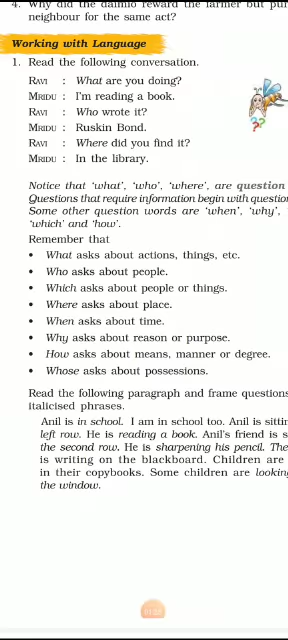 4. Why did the daimio reward the farmer but
neighbour for the same act?
Working with Language
1. Read the following conversation.
RAVI : What are you doing?
MRIDU : I'm reading a book.
RAVI : Who wrote it?
MRIDU : Ruskin Bond.
RAVI : Where did you find it?
MRIDU : In the library.
Notice that 'what', 'who', 'where', are question
Questions that require information begin with
Some other question words are 'when', 'why',
'which' and 'how'.
Remember that
• What asks about actions, things, etc.
• Who asks about people.
• Which asks about people or things.
• Where asks about place.
• When asks about time.
• Why asks about reason or purpose.
• How asks about means, manner or degree.
• Whose asks about possessions.
Read the following paragraph and frame questions
italicised phrases.
Anil is in school. I am in school too. Anil is
left row. He is reading a book. Anil's friend is
the second row. He is sharpening his pencil. The
is writing on the blackboard. Children are
in their copybooks. Some children are looking
the window.